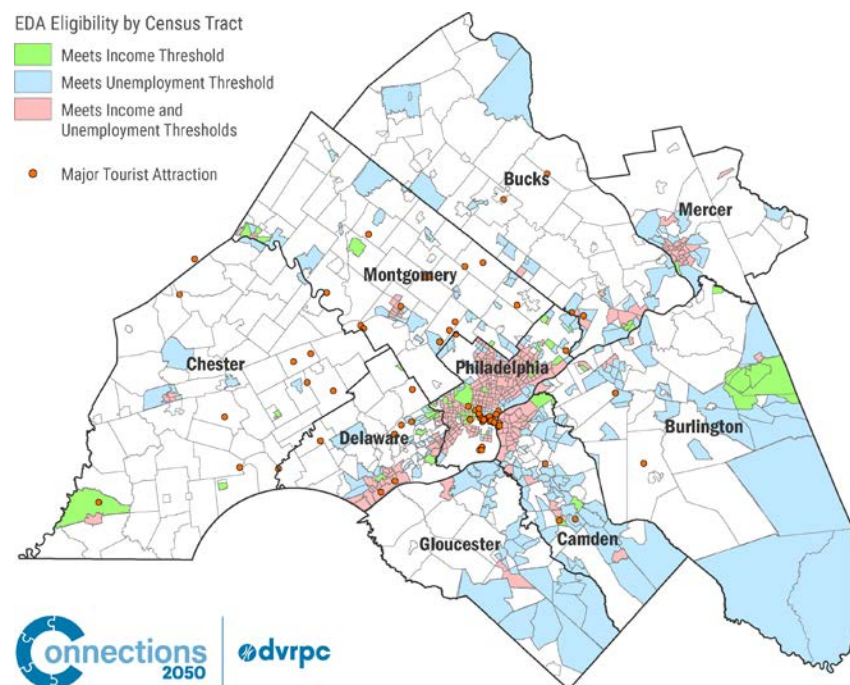 EDA Eligibility by Census Tract
Meets Income Threshold
Meets Unemployment Threshold
Meets Income and
Unemployment Thresholds
Major Tourist Attraction
Bucks
Mercer
Montgomery
Chester
Philadelphia
Delaware
Burlington
Gloucester
Camden
Connections
2050
dvrpc